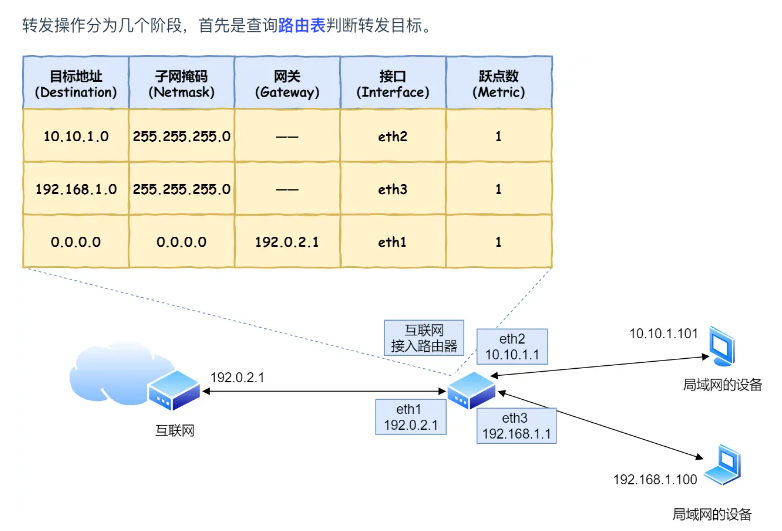 转发操作分为几个阶段，首先是查询路由表判断转发目标。
目标地址 子网掩码 网关 接口 跃点数
(Destination) (Netmask) (Gateway) (Interface) (Metric)
10.10.1.0 255.255.255.0 —— eth2 1
192.168.1.0 255.255.255.0 —— eth3 1
0.0.0.0 0.0.0.0 192.0.2.1 eth1 1
互联网
接入路由器
eth2
10.10.1.1
10.10.1.101
局域网的设备
192.0.2.1
互联网
eth1
192.0.2.1
eth3
192.168.1.1
192.168.1.100
局域网的设备